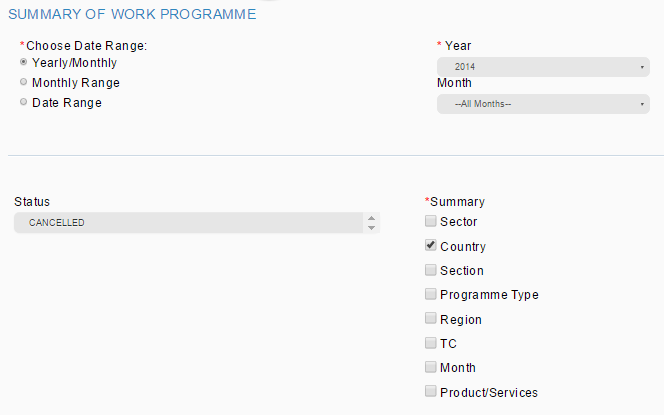 SUMMARY OF WORK PROGRAMME
*Choose Date Range:
Yearly/Monthly
Monthly Range
Date Range
* Year
2014
Month
--All Months--
Status
CANCELLED
*Summary
Sector
Country
Section
Programme Type
Region
TC
Month
Product/Services